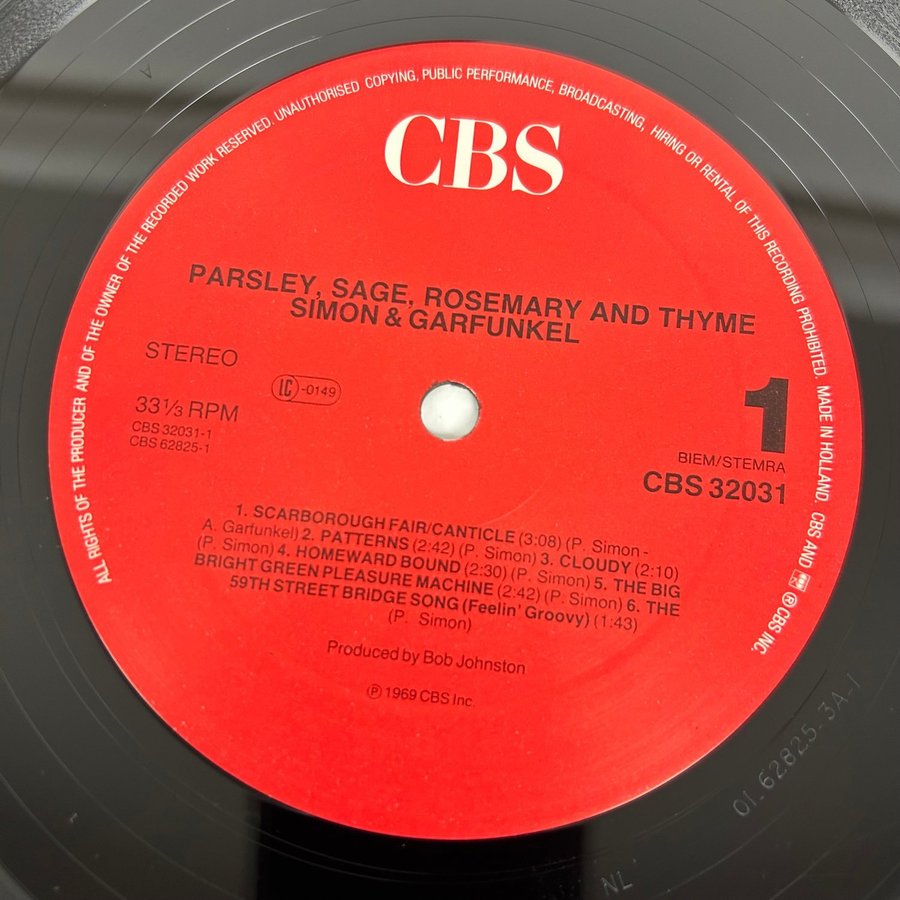 ALL RIGHTS OF THE PRODUCER AND OF THE OWNER OF THE RECORDED WORK RESERVED. UNAUTHORISED COPYING, PUBLIC PERFORMANCE, BROADCASTING, HIRING OR RENTAL OF THIS RECORDING PROHIBITED. MADE IN HOLLAND. CBS AND ® CBS INC.
CBS
PARSLEY, SAGE, ROSEMARY AND THYME
SIMON & GARFUNKEL
STEREO
LC-0149
33⅓ RPM
CBS 32031-1
CBS 62825-1
1
BIEM/STEMRA
CBS 32031
1. SCARBOROUGH FAIR/CANTICLE (3:08) (P. Simon -
A. Garfunkel) 2. PATTERNS (2:42) (P. Simon) 3. CLOUDY (2:10)
(P. Simon) 4. HOMEWARD BOUND (2:30) (P. Simon) 5. THE BIG
BRIGHT GREEN PLEASURE MACHINE (2:42) (P. Simon) 6. THE
59TH STREET BRIDGE SONG (Feelin' Groovy) (1:43)
(P. Simon)
Produced by Bob Johnston
℗ 1969 CBS Inc.
01-62825-3A-1
NL